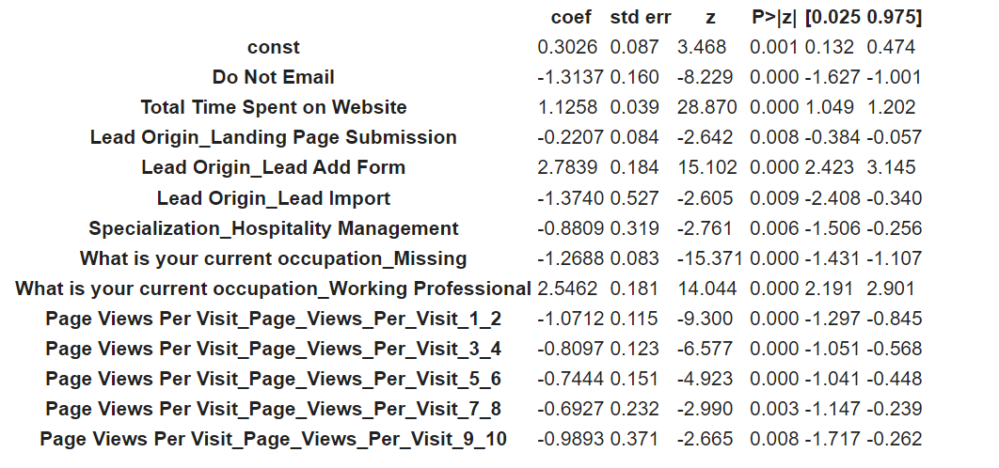 coef std err z P>|z| [0.025 0.975]
const 0.3026 0.087 3.468 0.001 0.132 0.474
Do Not Email -1.3137 0.160 -8.229 0.000 -1.627 -1.001
Total Time Spent on Website 1.1258 0.039 28.870 0.000 1.049 1.202
Lead Origin_Landing Page Submission -0.2207 0.084 -2.642 0.008 -0.384 -0.057
Lead Origin_Lead Add Form 2.7839 0.184 15.102 0.000 2.423 3.145
Lead Origin_Lead Import -1.3740 0.527 -2.605 0.009 -2.408 -0.340
Specialization_Hospitality Management -0.8809 0.319 -2.761 0.006 -1.506 -0.256
What is your current occupation_Missing -1.2688 0.083 -15.371 0.000 -1.431 -1.107
What is your current occupation_Working Professional 2.5462 0.181 14.044 0.000 2.191 2.901
Page Views Per Visit_Page_Views_Per_Visit_1_2 -1.0712 0.115 -9.300 0.000 -1.297 -0.845
Page Views Per Visit_Page_Views_Per_Visit_3_4 -0.8097 0.123 -6.577 0.000 -1.051 -0.568
Page Views Per Visit_Page_Views_Per_Visit_5_6 -0.7444 0.151 -4.923 0.000 -1.041 -0.448
Page Views Per Visit_Page_Views_Per_Visit_7_8 -0.6927 0.232 -2.990 0.003 -1.147 -0.239
Page Views Per Visit_Page_Views_Per_Visit_9_10 -0.9893 0.371 -2.665 0.008 -1.717 -0.262